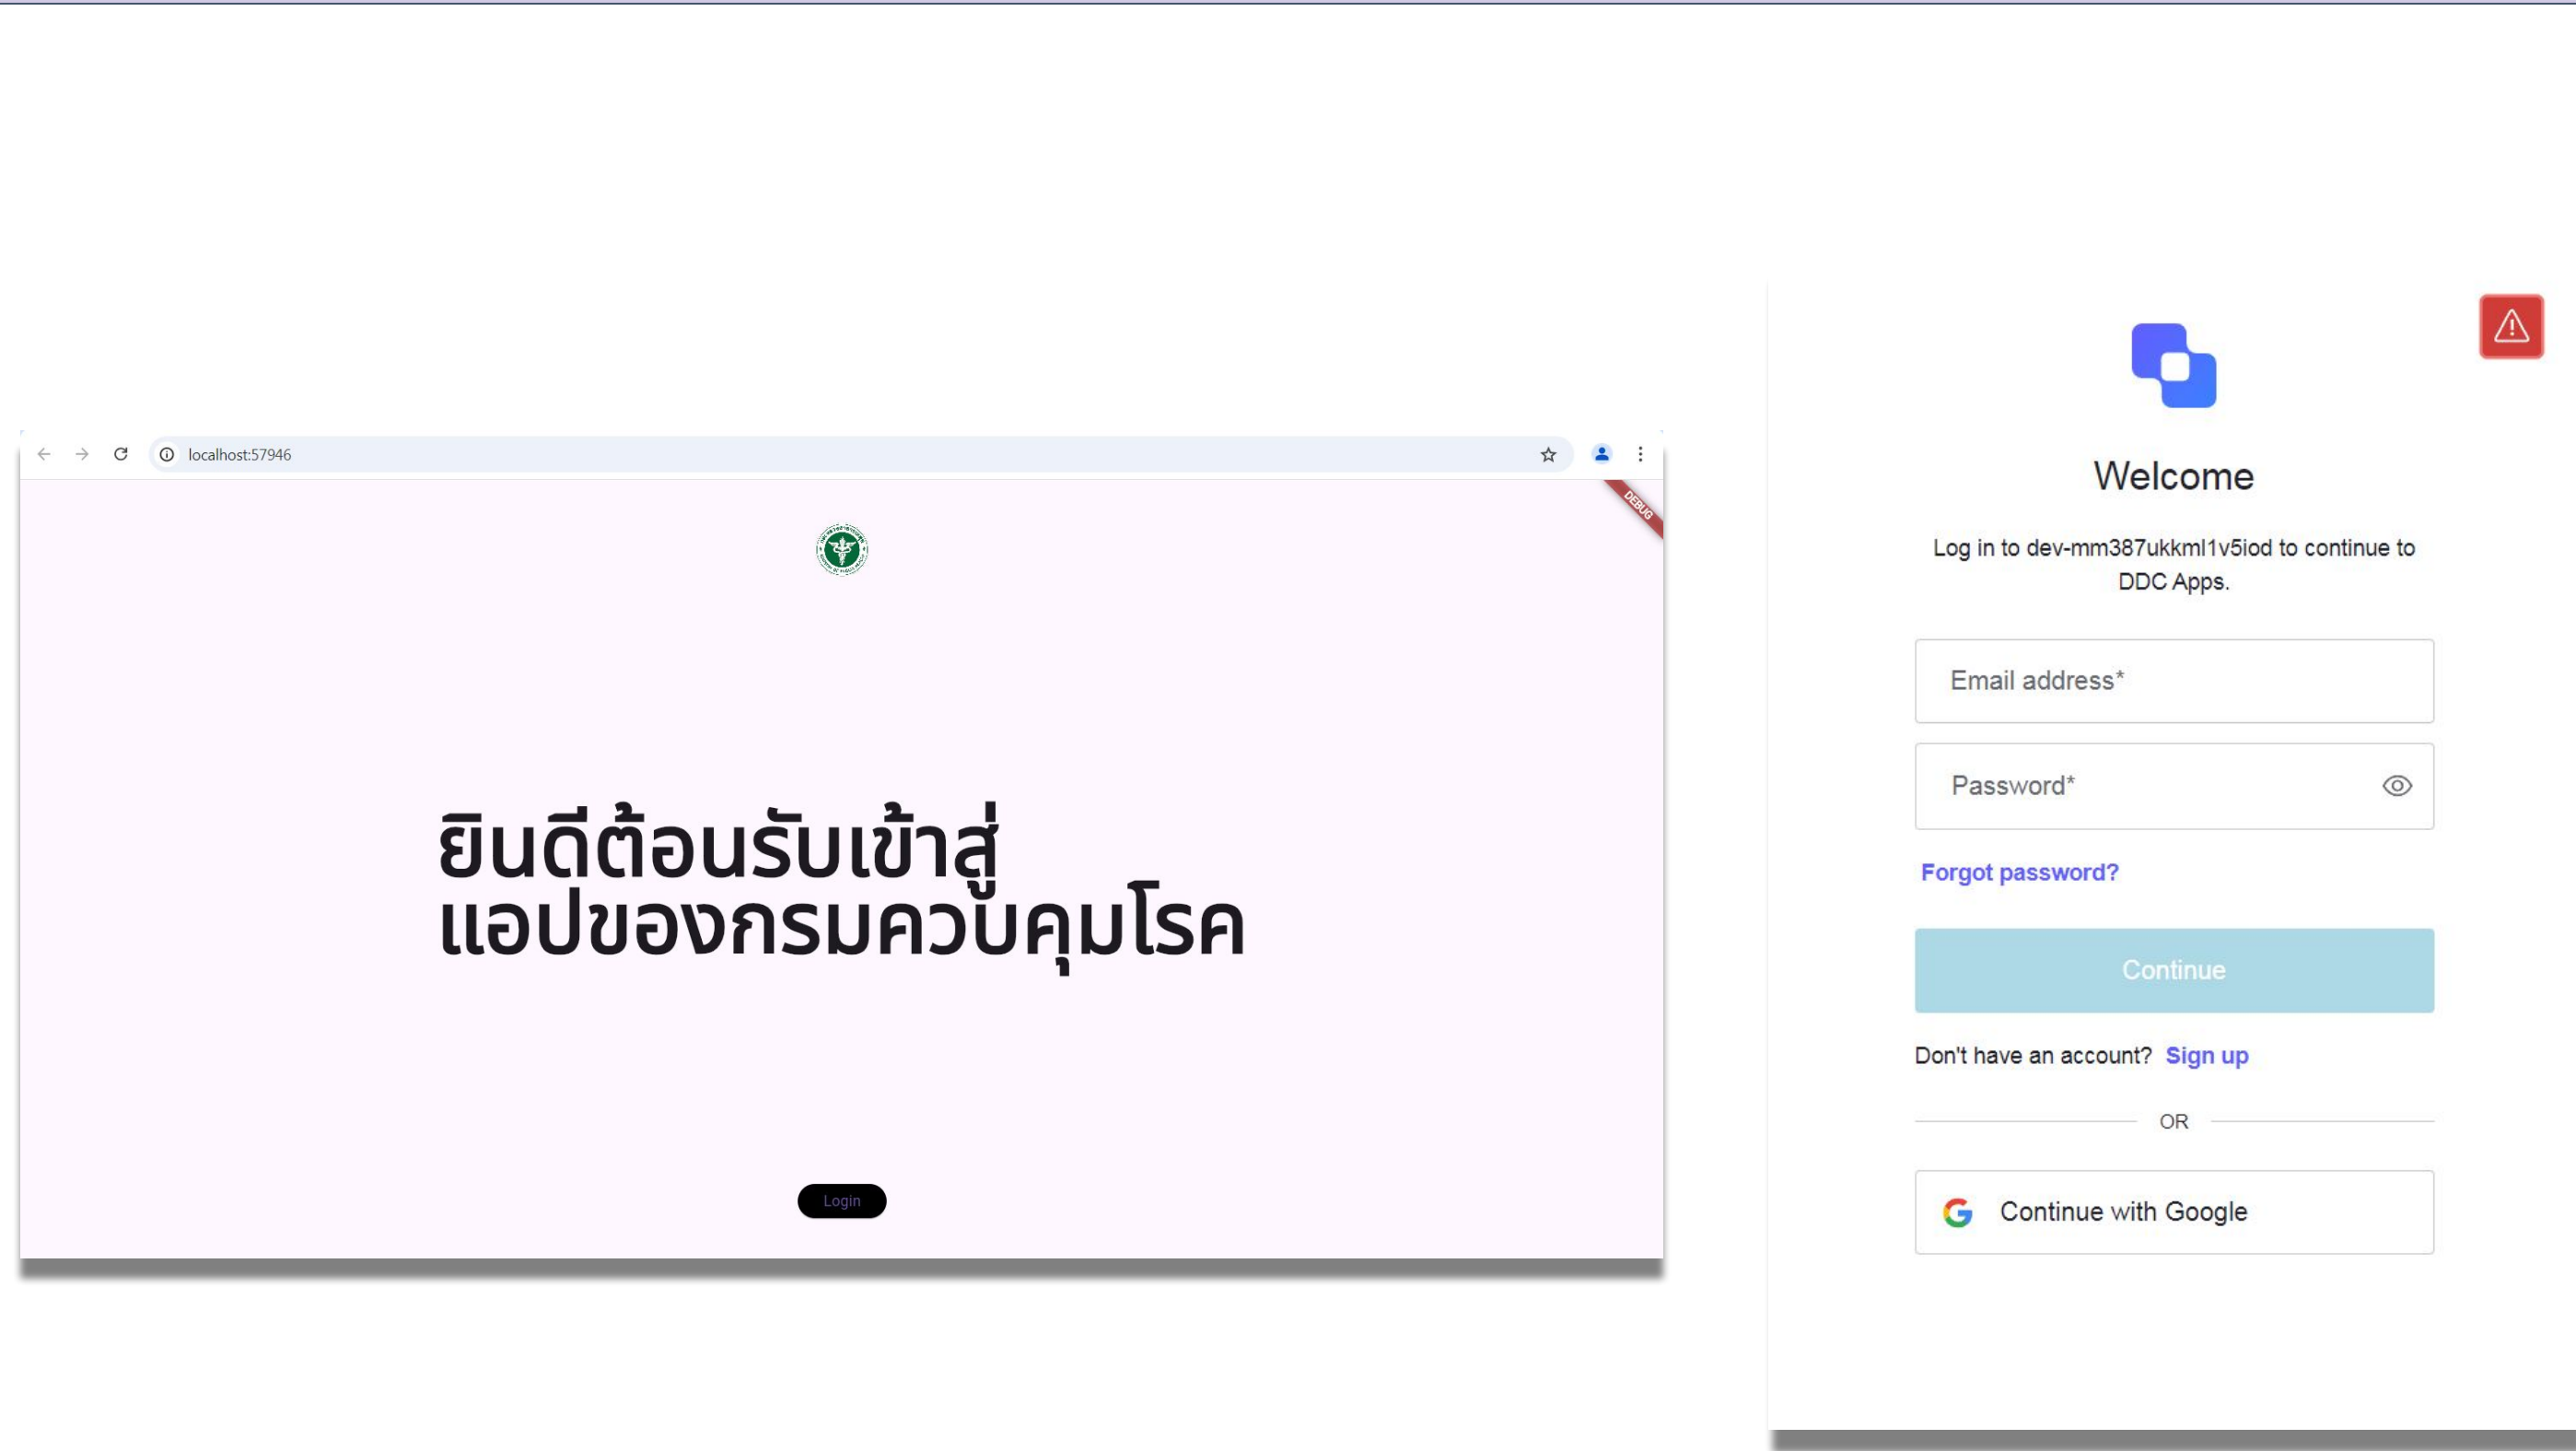 localhost:57946
DEBUG
ยินดีต้อนรับเข้าสู่
แอปของกรมควบคุมโรค
Login
Welcome
Log in to dev-mm387ukkml1v5iod to continue to
DDC Apps.
Email address*
Password*
Forgot password?
Continue
Don't have an account? Sign up
OR
Continue with Google